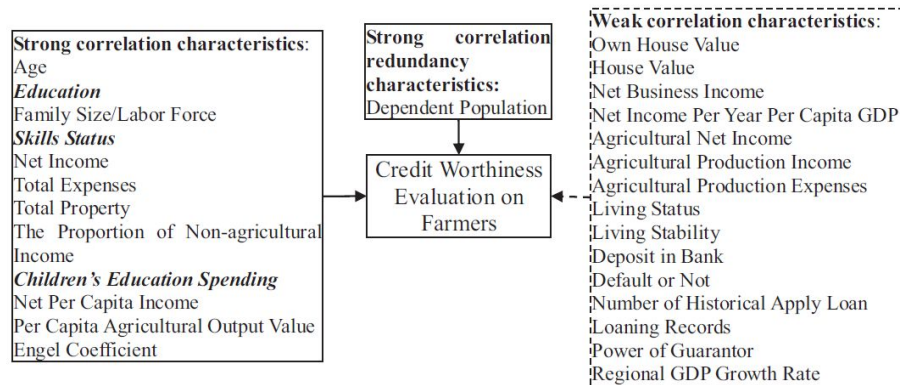 Strong correlation characteristics:
Age
Education
Family Size/Labor Force
Skills Status
Net Income
Total Expenses
Total Property
The Proportion of Non-agricultural
Income
Children's Education Spending
Net Per Capita Income
Per Capita Agricultural Output Value
Engel Coefficient
Strong correlation
redundancy
characteristics:
Dependent Population
Credit Worthiness
Evaluation on
Farmers
Weak correlation characteristics:
Own House Value
House Value
Net Business Income
Net Income Per Year Per Capita GDP
Agricultural Net Income
Agricultural Production Income
Agricultural Production Expenses
Living Status
Living Stability
Deposit in Bank
Default or Not
Number of Historical Apply Loan
Loaning Records
Power of Guarantor
Regional GDP Growth Rate